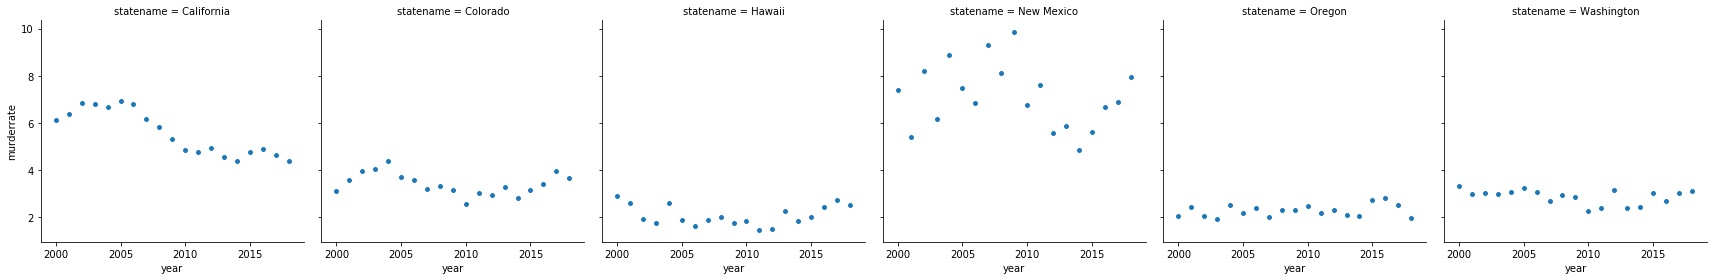 statename = California
statename = Colorado
statename = Hawaii
statename = New Mexico
statename = Oregon
statename = Washington
10
8
6
4
2
murderrate
2000 2005 2010 2015
2000 2005 2010 2015
2000 2005 2010 2015
2000 2005 2010 2015
2000 2005 2010 2015
2000 2005 2010 2015
year
year
year
year
year
year